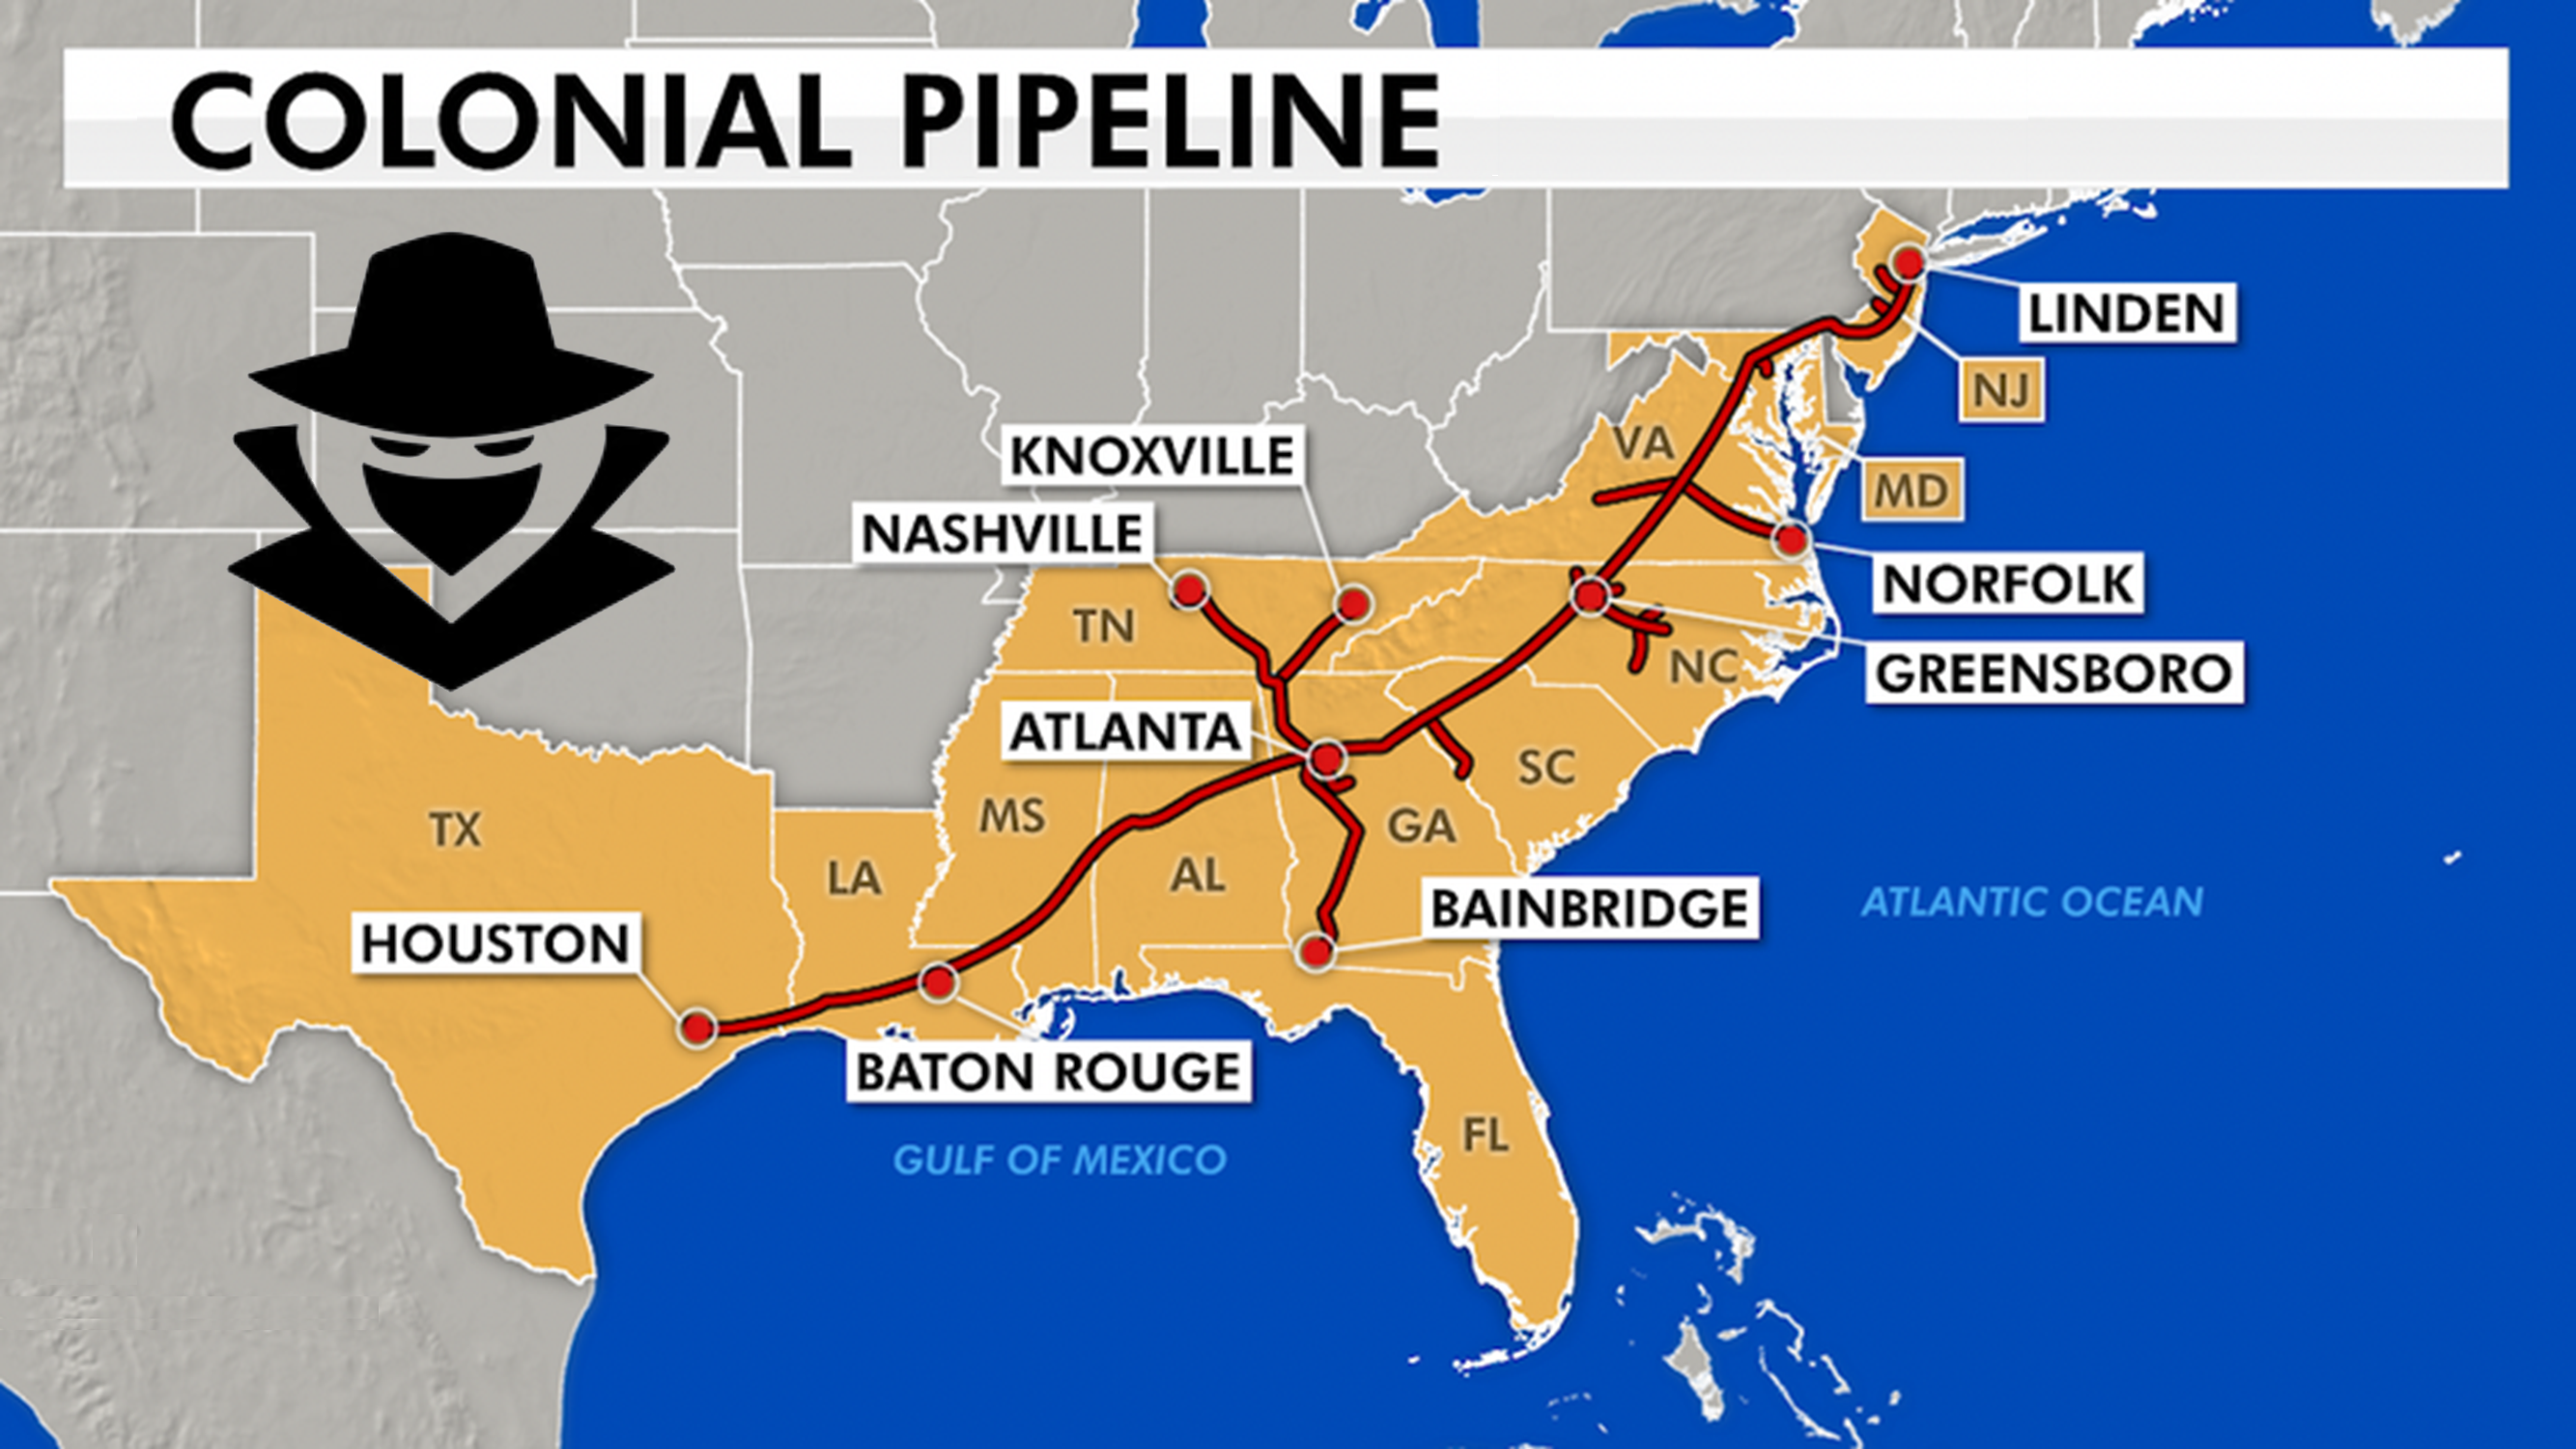 COLONIAL PIPELINE
LINDEN
NJ
VA
KNOXVILLE
MD
NASHVILLE
NORFOLK
TN
NC
GREENSBORO
ATLANTA
SC
MS
TX
GA
LA
AL
BAINBRIDGE
ATLANTIC OCEAN
HOUSTON
BATON ROUGE
FL
GULF OF MEXICO